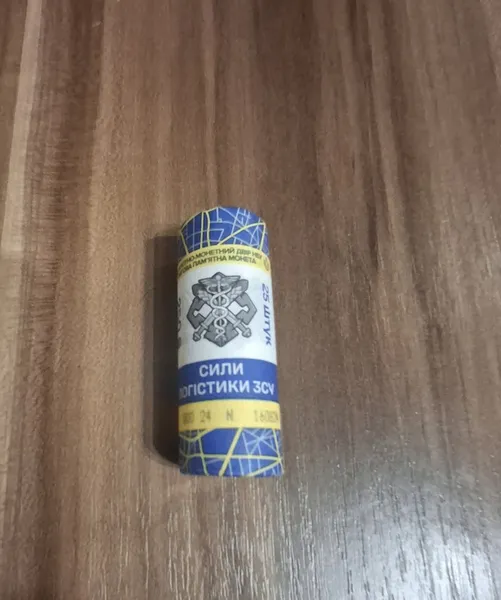 МОНЕТНИЙ ДВІР НБУ
ПАМ'ЯТНА МОНЕТА
25 ШТУК
СИЛИ
ЛОГІСТИКИ ЗСУ
24 N